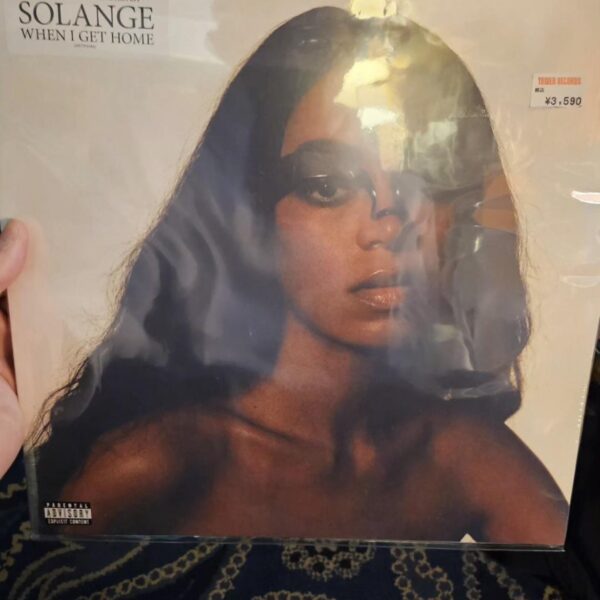 SOLANGE
WHEN I GET HOME
TOWER RECORDS
¥3,590
PARENTAL
ADVISORY
EXPLICIT CONTENT